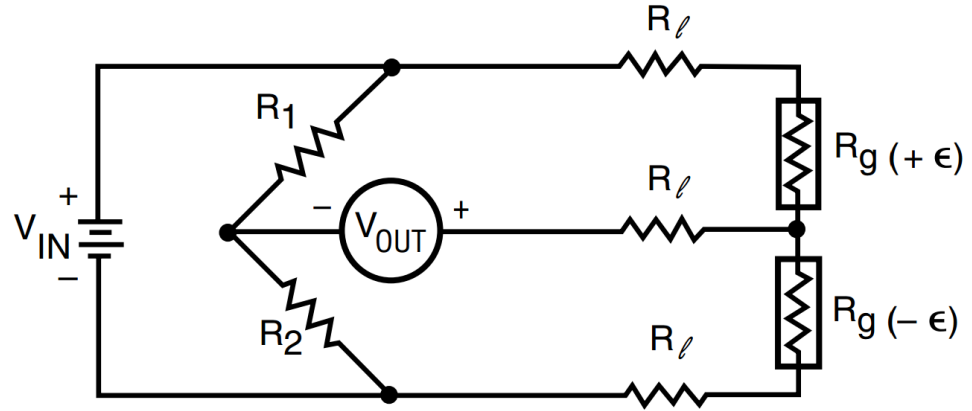 Rℓ
R1
Rg (+ ϵ)
+
VIN
−
− VOUT +
Rℓ
R2
Rℓ
Rg (− ϵ)